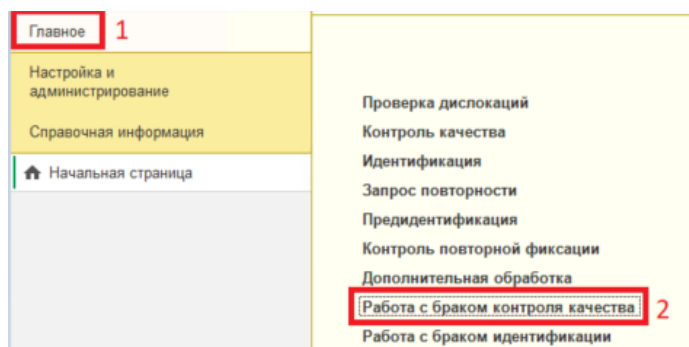 Главное 1
Настройка и
администрирование
Справочная информация
Начальная страница
Проверка дислокаций
Контроль качества
Идентификация
Запрос повторности
Предидентификация
Контроль повторной фиксации
Дополнительная обработка
Работа с браком контроля качества 2
Работа с браком идентификации